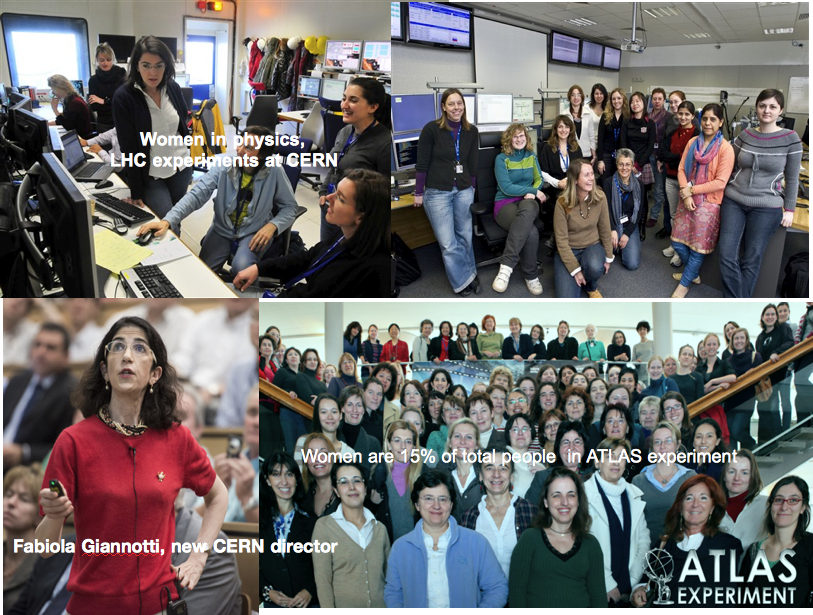 Women in physics,
LHC experiments at CERN
Fabiola Giannotti, new CERN director
Women are 15% of total people in ATLAS experiment
ATLAS
EXPERIMENT